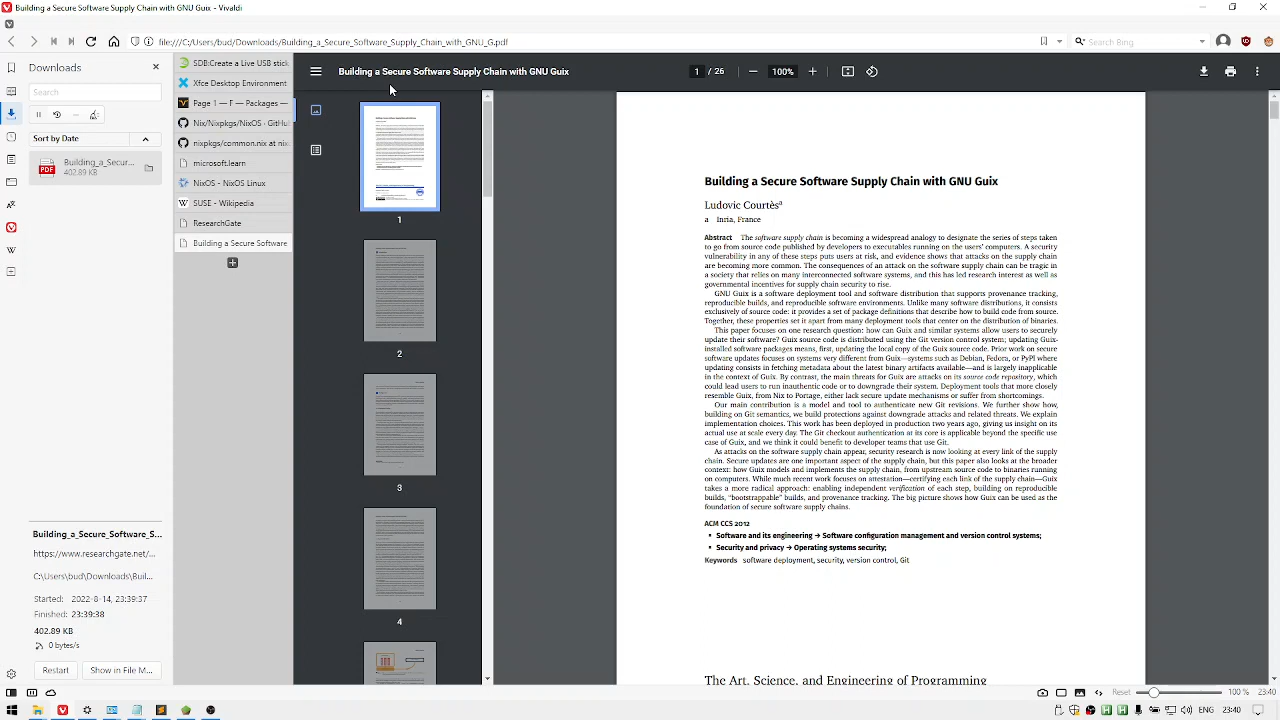 Building a Secure Software Supply Chain with GNU Guix - Vivaldi
file:///C:/Users/bud/Downloads/Building_a_Secure_Software_Supply_Chain_with_GNU_G.pdf
Search Bing
Downloads
Search
Sort by Date
PDF
Building_
402.89 KB
SDB:Create a Live USB stick
Xfce Desktop Environment
Page 1 — F — Packages —
Nix/Nixpkgs/NixOS · GitHu
nixpkgs/common.nix at nix
microsoftlearn
NixOS - NixOS Linux
SUSE - Wikipedia
ResearchGate
Building a Secure Software
Building a Secure Software Supply Chain with GNU Guix
1 / 26
100%
1
2
3
4
Building a Secure Software Supply Chain with GNU Guix
Ludovic Courtèsa
a Inria, France
Abstract The software supply chain is becoming a widespread analogy to designate the series of steps taken
to go from source code published by developers to executables running on the users' computers. A security
vulnerability in any of these steps puts users at risk, and evidence shows that attacks on the supply chain
are becoming more common. The consequences of an attack on the software supply chain can be tragic in
a society that relies on many interconnected software systems, and this has led research interest as well as
governmental incentives for supply chain security to rise.
GNU Guix is a software deployment tool and software distribution that supports provenance tracking,
reproducible builds, and reproducible software environments. Unlike many software distributions, it consists
exclusively of source code: it provides a set of package definitions that describe how to build code from source.
Together, these properties set it apart from many deployment tools that center on the distribution of binaries.
This paper focuses on one research question: how can Guix and similar systems allow users to securely
update their software? Guix source code is distributed using the Git version control system; updating Guix-
installed software packages means, first, updating the local copy of the Guix source code. Prior work on secure
software updates focuses on systems very different from Guix—systems such as Debian, Fedora, or PyPI where
updating consists in fetching metadata about the latest binary artifacts available—and is largely inapplicable
in the context of Guix. By contrast, the main threats for Guix are attacks on its source code repository, which
could lead users to run inauthentic code or to downgrade their system. Deployment tools that more closely
resemble Guix, from Nix to Portage, either lack secure update mechanisms or suffer from shortcomings.
Our main contribution is a model and tool to authenticate new Git revisions. We further show how,
building on Git semantics, we build protections against downgrade attacks and related threats. We explain
implementation choices. This work has been deployed in production two years ago, giving us insight on its
actual use at scale every day. The Git checkout authentication at its core is applicable beyond the specific use
case of Guix, and we think it could benefit to developer teams that use Git.
As attacks on the software supply chain appear, security research is now looking at every link of the supply
chain. Secure updates are one important aspect of the supply chain, but this paper also looks at the broader
context: how Guix models and implements the supply chain, from upstream source code to binaries running
on computers. While much recent work focuses on attestation—certifying each link of the supply chain—Guix
takes a more radical approach: enabling independent verification of each step, building on reproducible
builds, “bootstrappable” builds, and provenance tracking. The big picture shows how Guix can be used as the
foundation of secure software supply chains.
ACM CCS 2012
▪ Software and its engineering → Software configuration management and version control systems;
▪ Security and privacy → Operating systems security;
Keywords software deployment, security, version control, Git
The Art, Science, and Engineering of Programming
Building_a_Secure_Software...
https://...
C:/Users/bud/Downloads/Building...
Started:
Finished: 23:39:38
402.89 KB
0 bytes/s
Restart
Show in
Reset
100 %
23:40
ENG
23:40